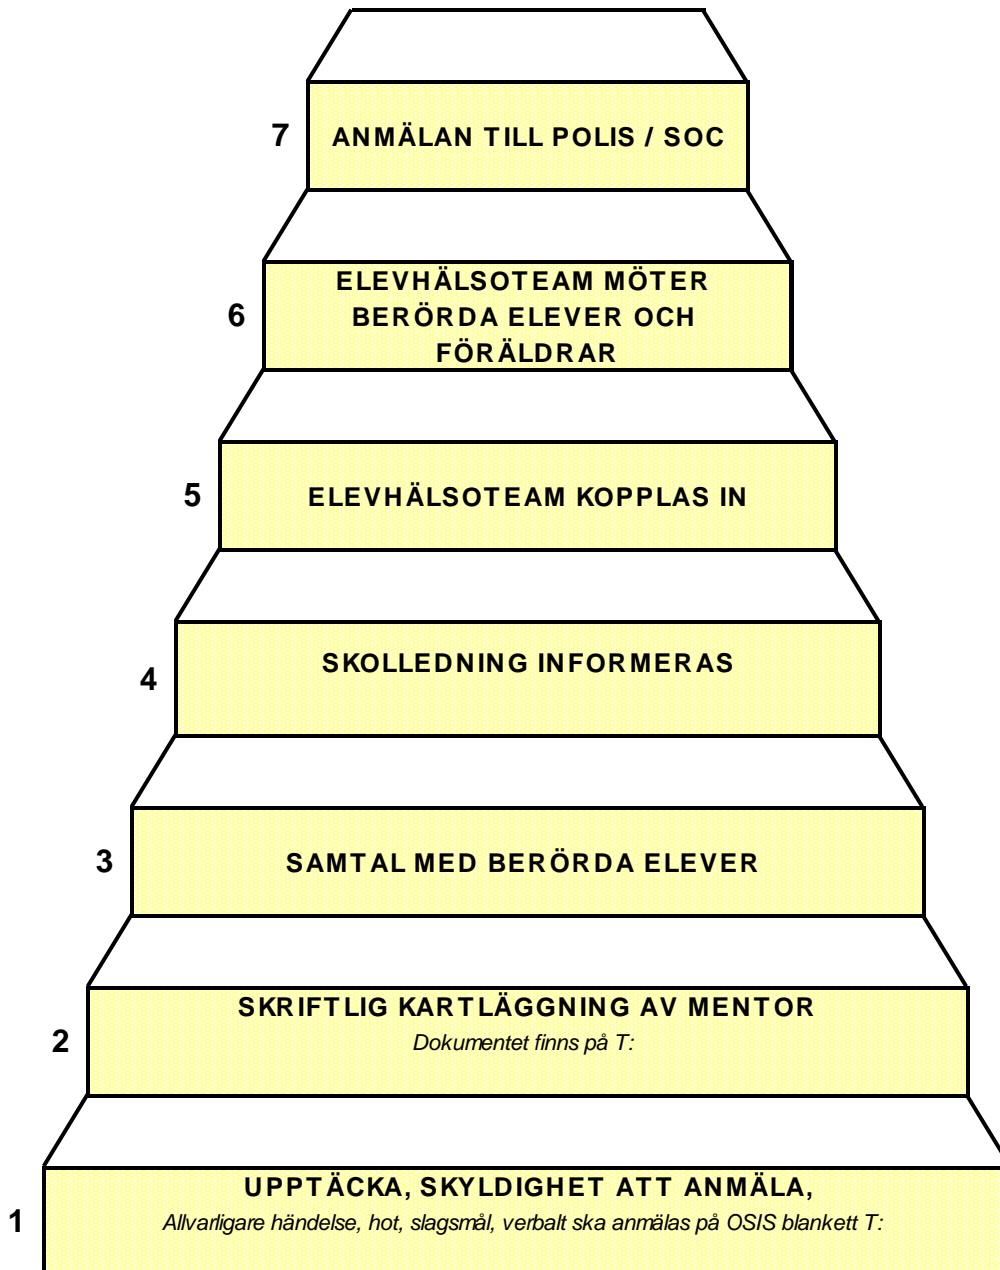 7
ANMÄLAN TILL POLIS / SOC
ELEVHÄLSOTEAM MÖTER
6
BERÖRDA ELEVER OCH
FÖRÄLDRAR
5
ELEVHÄLSOTEAM KOPPLAS IN
4
SKOLLEDNING INFORMERAS
3
SAMTAL MED BERÖRDA ELEVER
2
SKRIFTLIG KARTLÄGGNING AV MENTOR
Dokumentet finns på T:
1
UPPTÄCKA, SKYLDIGHET ATT ANMÄLA,
Allvarligare händelse, hot, slagsmål, verbalt ska anmälas på OSIS blankett T: